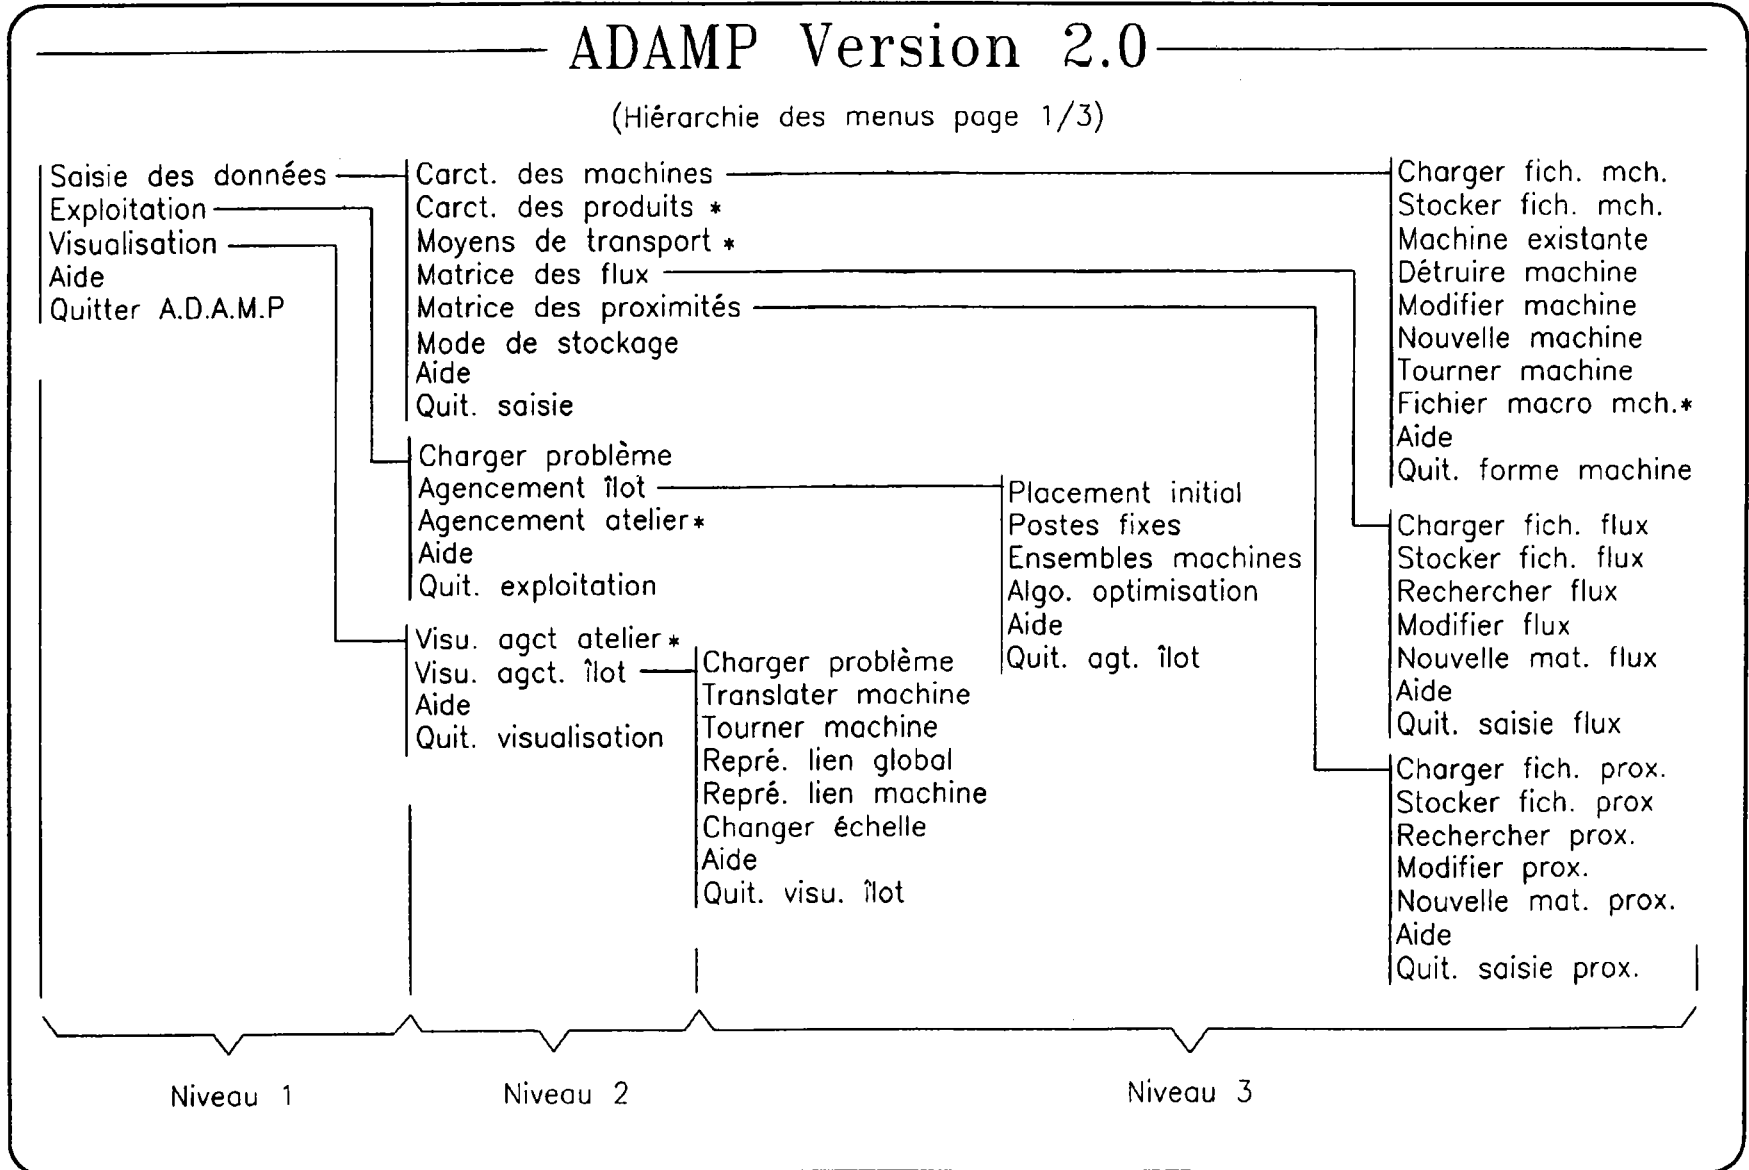 ADAMP Version 2.0
(Hiérarchie des menus page 1/3)
Saisie des données
Exploitation
Visualisation
Aide
Quitter A.D.A.M.P
Carct. des machines
Carct. des produits *
Moyens de transport *
Matrice des flux
Matrice des proximités
Mode de stockage
Aide
Quit. saisie
Charger problème
Agencement îlot
Agencement atelier*
Aide
Quit. exploitation
Visu. agct atelier *
Visu. agct. îlot
Aide
Quit. visualisation
Charger problème
Translater machine
Tourner machine
Repré. lien global
Repré. lien machine
Changer échelle
Aide
Quit. visu. îlot
Placement initial
Postes fixes
Ensembles machines
Algo. optimisation
Aide
Quit. agt. îlot
Charger fich. mch.
Stocker fich. mch.
Machine existante
Détruire machine
Modifier machine
Nouvelle machine
Tourner machine
Fichier macro mch.*
Aide
Quit. forme machine
Charger fich. flux
Stocker fich. flux
Rechercher flux
Modifier flux
Nouvelle mat. flux
Aide
Quit. saisie flux
Charger fich. prox.
Stocker fich. prox
Rechercher prox.
Modifier prox.
Nouvelle mat. prox.
Aide
Quit. saisie prox.
Niveau 1
Niveau 2
Niveau 3